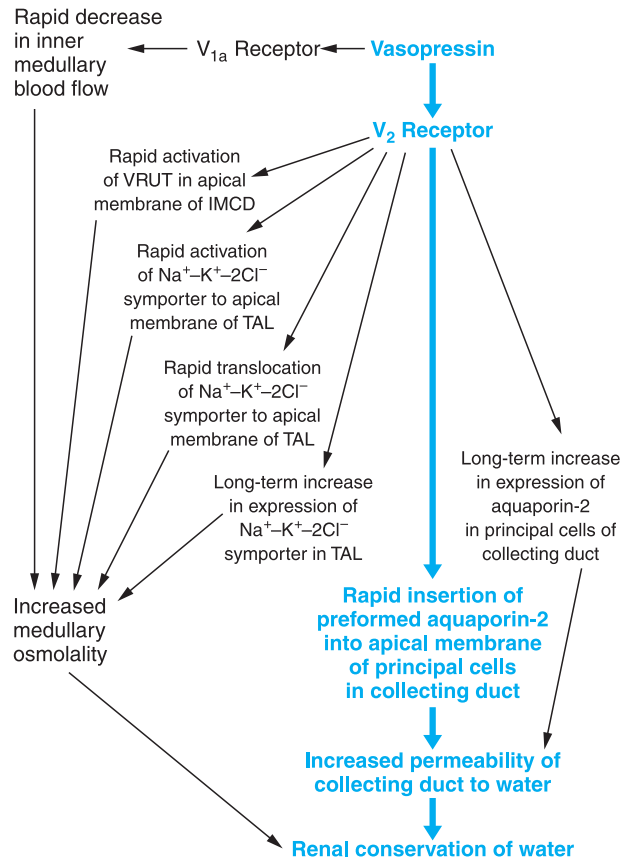 Rapid decrease
in inner
medullary
blood flow
V1a Receptor
Vasopressin
V2 Receptor
Rapid activation
of VRUT in apical
membrane of IMCD
Rapid activation
of Na⁺–K⁺–2Cl⁻
symporter to apical
membrane of TAL
Rapid translocation
of Na⁺–K⁺–2Cl⁻
symporter to apical
membrane of TAL
Long-term increase
in expression of
Na⁺–K⁺–2Cl⁻
symporter in TAL
Long-term increase
in expression of
aquaporin-2
in principal cells of
collecting duct
Increased
medullary
osmolality
Rapid insertion of
preformed aquaporin-2
into apical membrane
of principal cells
in collecting duct
Increased permeability of
collecting duct to water
Renal conservation of water